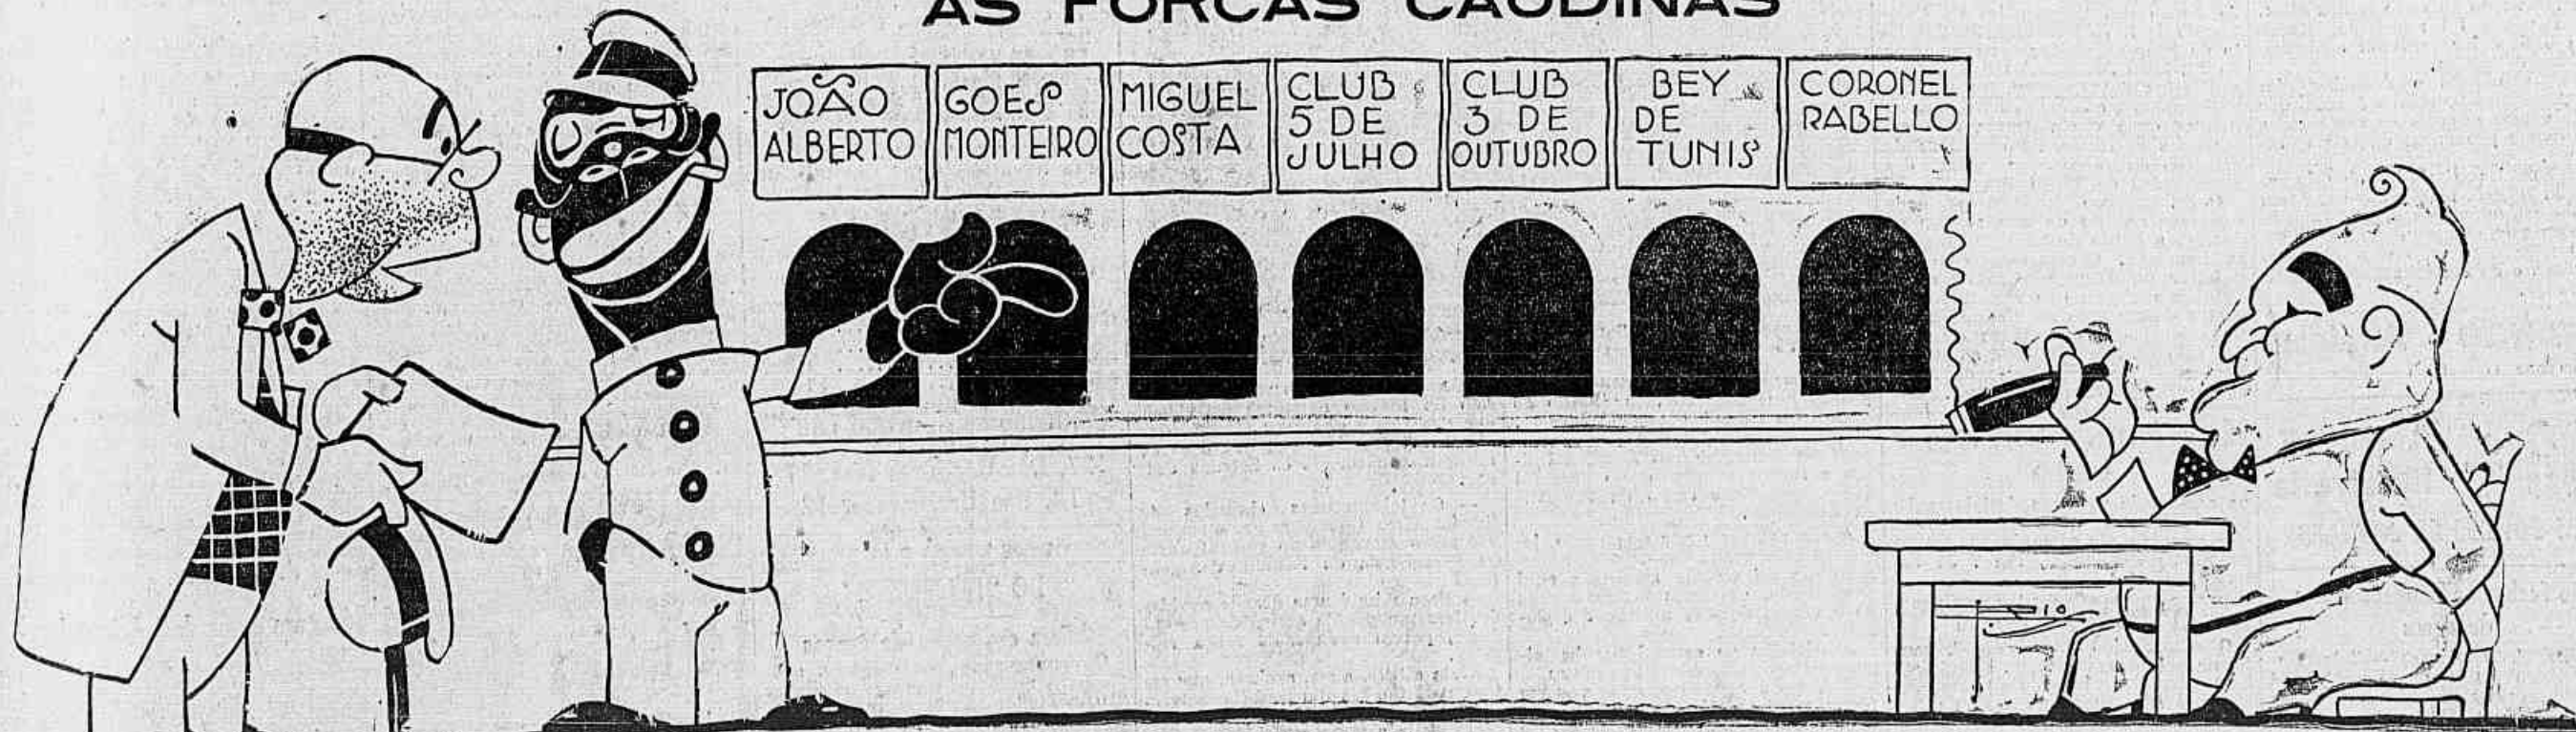 AS FORCAS CAUDINAS
JOÃO
ALBERTO
GOES
MONTEIRO
MIGUEL
COSTA
CLUB
5 DE
JULHO
CLUB
3 DE
OUTUBRO
BEY
DE
TUNIS
CORONEL
RABELLO